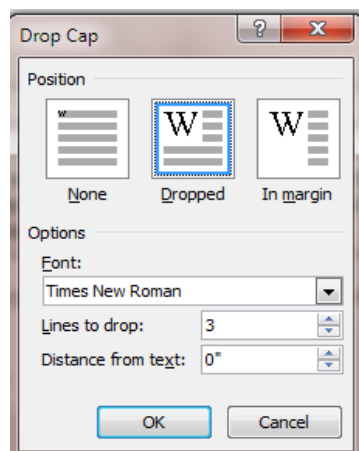 Drop Cap
Position
W W W
None Dropped In margin
Options
Font:
Times New Roman
Lines to drop: 3
Distance from text: 0"
OK Cancel